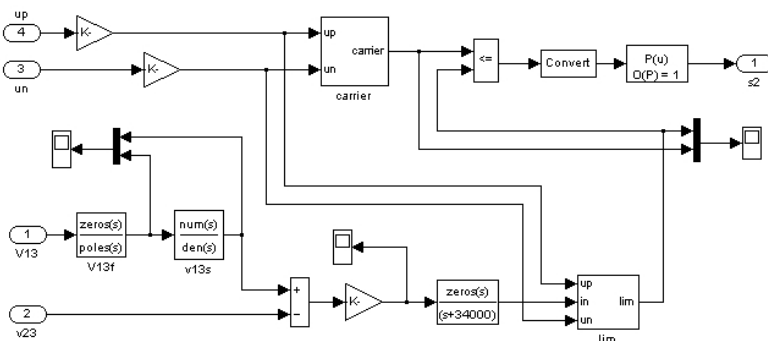 up
4
K-
up
un
carrier
carrier
3
un
K-
<=
Convert
P(u)
O(P) = 1
1
s2
1
V13
zeros(s)
poles(s)
V13f
num(s)
den(s)
v13s
2
v23
+
−
K-
zeros(s)
(s+34000)
up
in
un
lim
lim